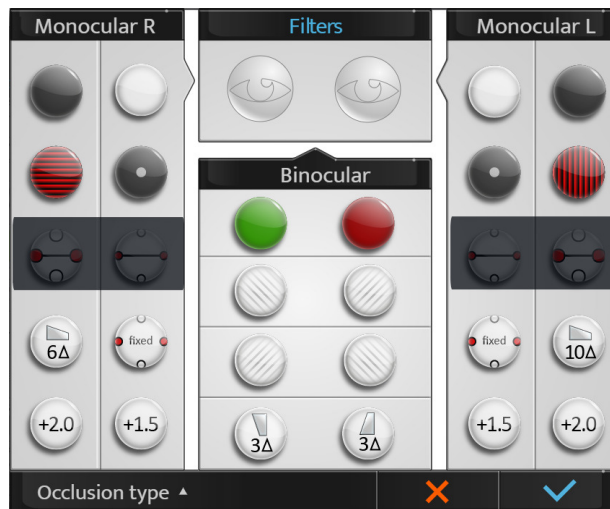 Monocular R
Filters
Monocular L
Binocular
6Δ
fixed
fixed
10Δ
+2.0
+1.5
3Δ
3Δ
+1.5
+2.0
Occlusion type